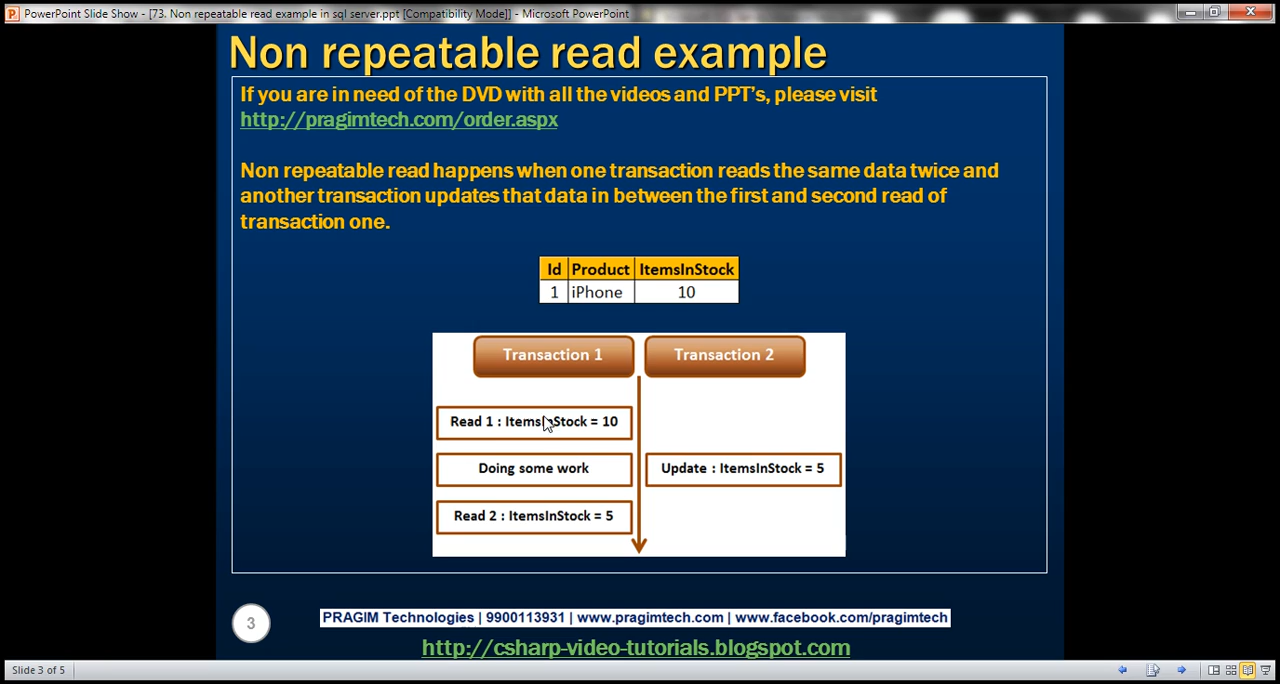 PowerPoint Slide Show - [73. Non repeatable read example in sql server.ppt [Compatibility Mode]] - Microsoft PowerPoint
Non repeatable read example
If you are in need of the DVD with all the videos and PPT's, please visit
http://pragimtech.com/order.aspx
Non repeatable read happens when one transaction reads the same data twice and
another transaction updates that data in between the first and second read of
transaction one.
Id Product ItemsInStock
1 iPhone 10
Transaction 1 Transaction 2
Read 1 : ItemsInStock = 10
Doing some work Update : ItemsInStock = 5
Read 2 : ItemsInStock = 5
3
PRAGIM Technologies | 9900113931 | www.pragimtech.com | www.facebook.com/pragimtech
http://csharp-video-tutorials.blogspot.com
Slide 3 of 5